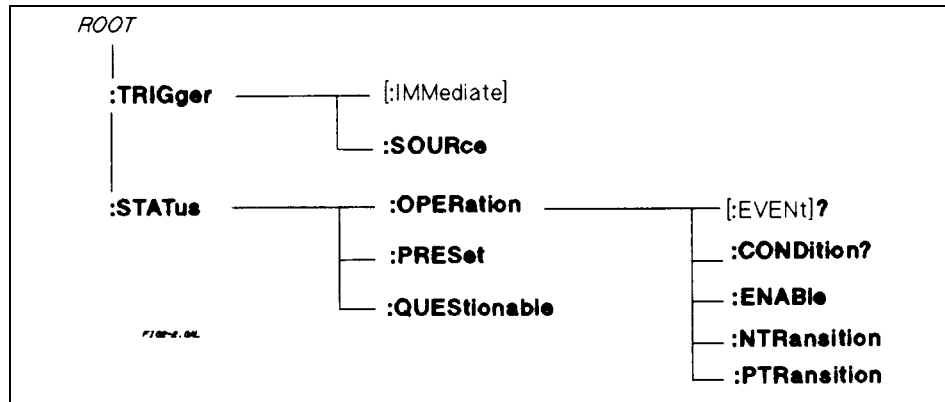 ROOT
:TRIGger [:IMMediate]
:SOURce
:STATus :OPERation [:EVENt]?
:PRESet :CONDition?
:QUEStionable :ENABle
:NTRansition
:PTRansition